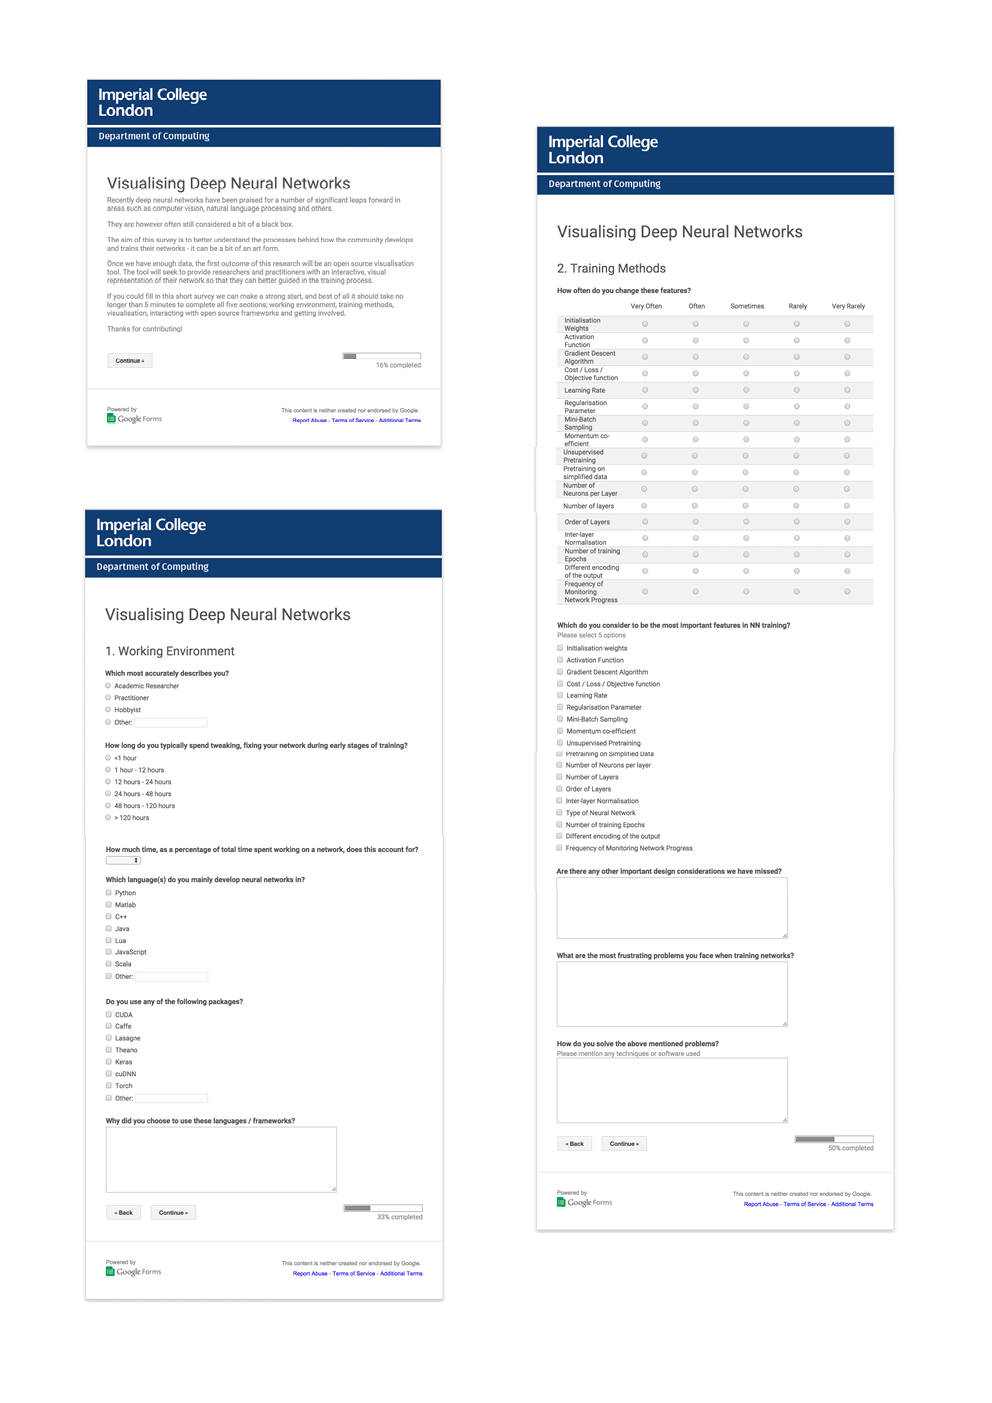 Imperial College
London
Department of Computing
Visualising Deep Neural Networks
Recently deep neural networks have been praised for a number of significant leaps forward in
areas such as computer vision, natural language processing and others.
They are however often still considered a bit of a black box.
The aim of this survey is to better understand the processes behind how the community develops
and trains their networks - it can be a bit of an art form.
Once we have enough data, the first outcome of this research will be an open source visualisation
tool. The tool will seek to provide researchers and practitioners with an interactive, visual
representation of their network so that they can better guided in the training process.
If you could fill in this short survey we can make a strong start, and best of all it should take no
longer than 5 minutes to complete all five sections; working environment, training methods,
visualisation, interacting with open source frameworks and getting involved.
Thanks for contributing!
Continue »
16% completed
Powered by
Google Forms
This content is neither created nor endorsed by Google.
Report Abuse - Terms of Service - Additional Terms
Imperial College
London
Department of Computing
Visualising Deep Neural Networks
1. Working Environment
Which most accurately describes you?
Academic Researcher
Practitioner
Hobbyist
Other:
How long do you typically spend tweaking, fixing your network during early stages of training?
<1 hour
1 hour - 12 hours
12 hours - 24 hours
24 hours - 48 hours
48 hours - 120 hours
> 120 hours
How much time, as a percentage of total time spent working on a network, does this account for?
Which language(s) do you mainly develop neural networks in?
Python
Matlab
C++
Java
Lua
JavaScript
Scala
Other:
Do you use any of the following packages?
CUDA
Caffe
Lasagne
Theano
Keras
cuDNN
Torch
Other:
Why did you choose to use these languages / frameworks?
« Back Continue »
33% completed
Powered by
Google Forms
This content is neither created nor endorsed by Google.
Report Abuse - Terms of Service - Additional Terms
Imperial College
London
Department of Computing
Visualising Deep Neural Networks
2. Training Methods
How often do you change these features?
Very Often Often Sometimes Rarely Very Rarely
Initialisation
Weights
Activation
Function
Gradient Descent
Algorithm
Cost / Loss /
Objective function
Learning Rate
Regularisation
Parameter
Mini-Batch
Sampling
Momentum co-
efficient
Unsupervised
Pretraining
Pretraining on
simplified data
Number of
Neurons per Layer
Number of layers
Order of Layers
Inter-layer
Normalisation
Number of training
Epochs
Different encoding
of the output
Frequency of
Monitoring
Network Progress
Which do you consider to be the most important features in NN training?
Please select 5 options
Initialisation weights
Activation Function
Gradient Descent Algorithm
Cost / Loss / Objective function
Learning Rate
Regularisation Parameter
Mini-Batch Sampling
Momentum co-efficient
Unsupervised Pretraining
Pretraining on Simplified Data
Number of Neurons per layer
Number of Layers
Order of Layers
Inter-layer Normalisation
Type of Neural Network
Number of training Epochs
Different encoding of the output
Frequency of Monitoring Network Progress
Are there any other important design considerations we have missed?
What are the most frustrating problems you face when training networks?
How do you solve the above mentioned problems?
Please mention any techniques or software used
« Back Continue »
50% completed
Powered by
Google Forms
This content is neither created nor endorsed by Google.
Report Abuse - Terms of Service - Additional Terms